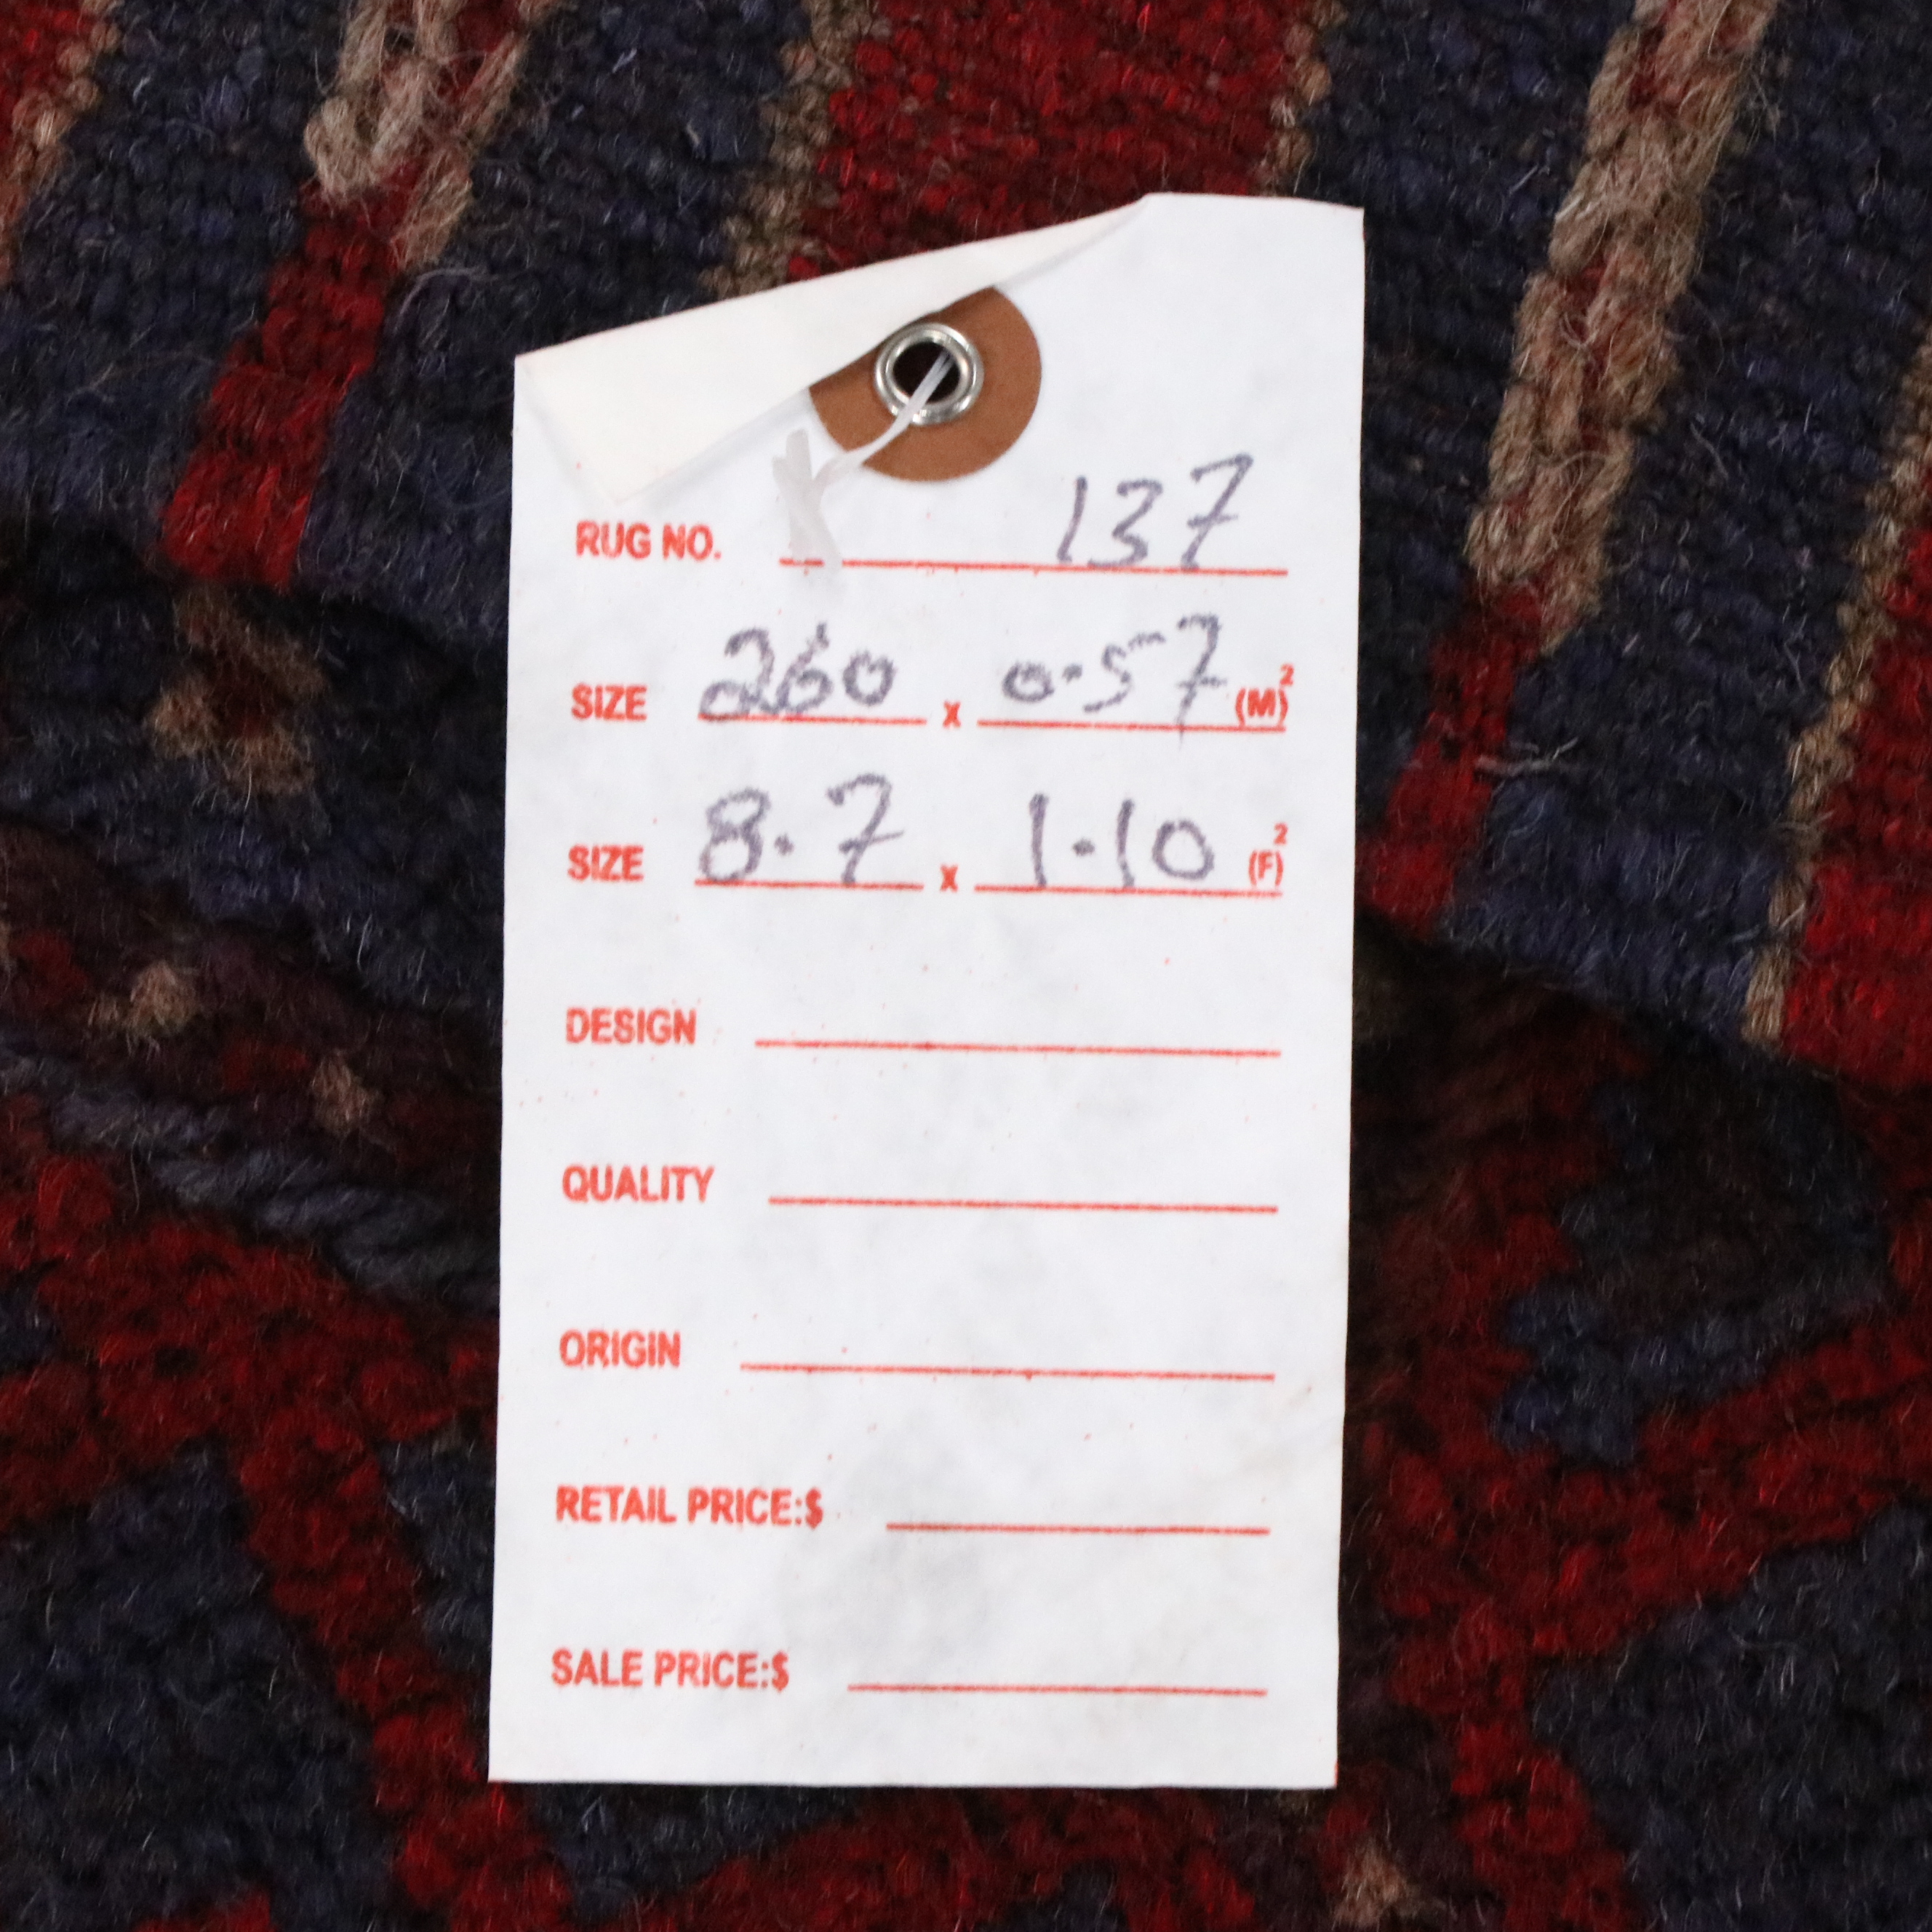 RUG NO. 137
SIZE 260 x 0.57 (M)²
SIZE 8.7 x 1.10 (F)²
DESIGN
QUALITY
ORIGIN
RETAIL PRICE:$
SALE PRICE:$